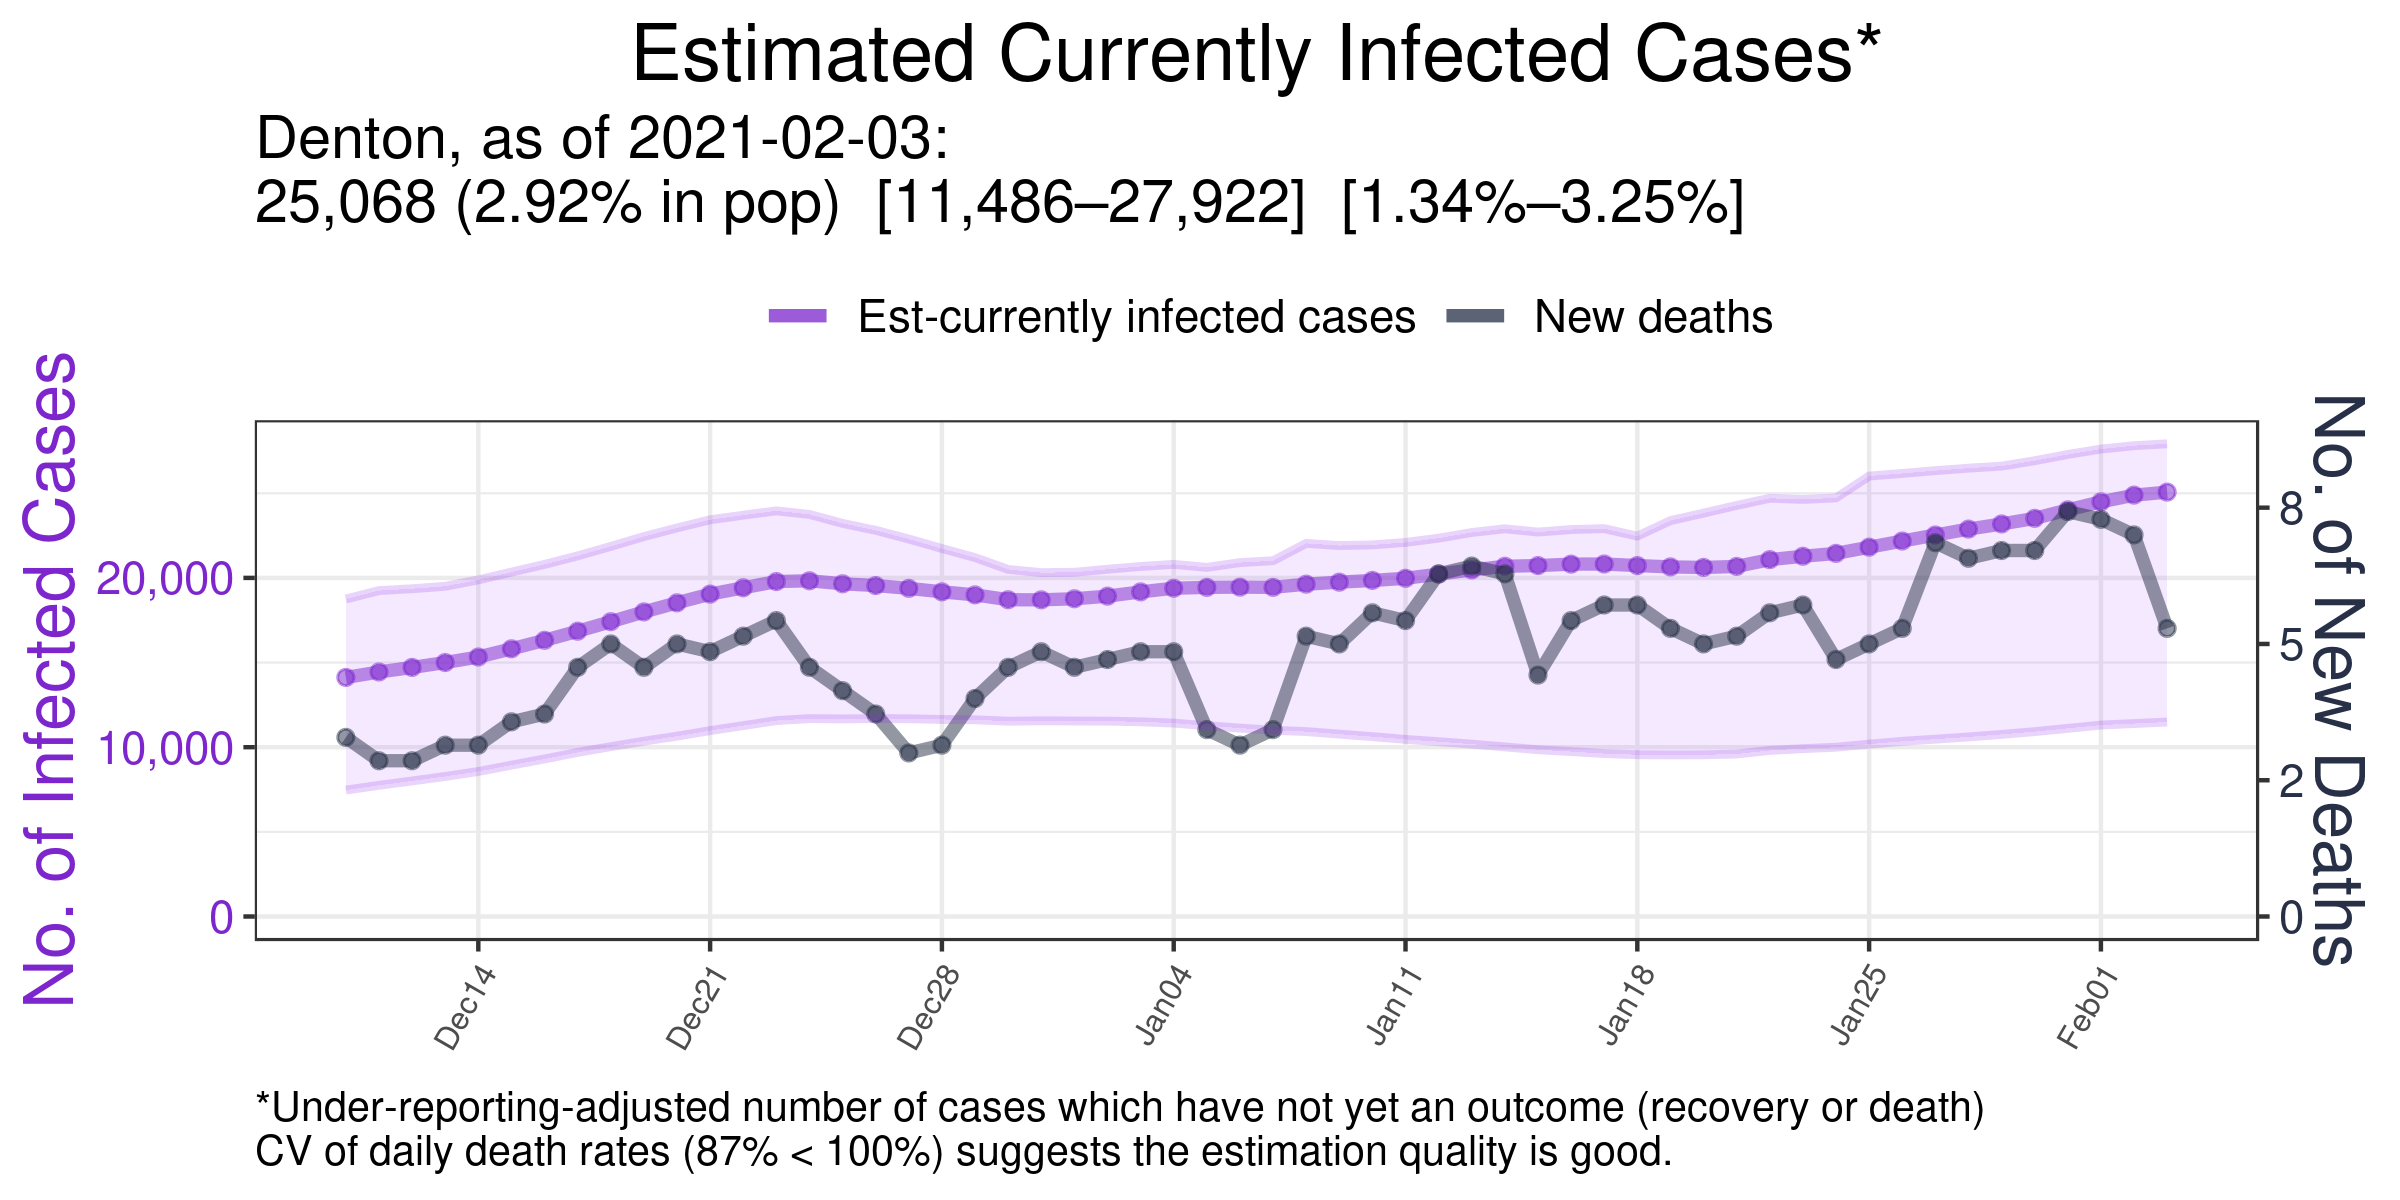 Estimated Currently Infected Cases*
Denton, as of 2021-02-03:
25,068 (2.92% in pop) [11,486–27,922] [1.34%–3.25%]
Est-currently infected cases
New deaths
No. of Infected Cases
20,000
10,000
0
8
5
2
0
No. of New Deaths
Dec14
Dec21
Dec28
Jan04
Jan11
Jan18
Jan25
Feb01
*Under-reporting-adjusted number of cases which have not yet an outcome (recovery or death)
CV of daily death rates (87% < 100%) suggests the estimation quality is good.